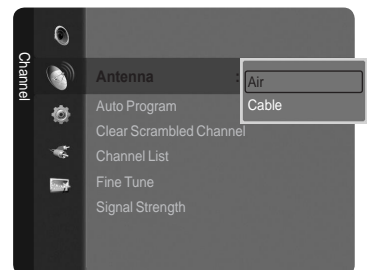 Channel
Antenna : Air
Cable
Auto Program
Clear Scrambled Channel
Channel List
Fine Tune
Signal Strength